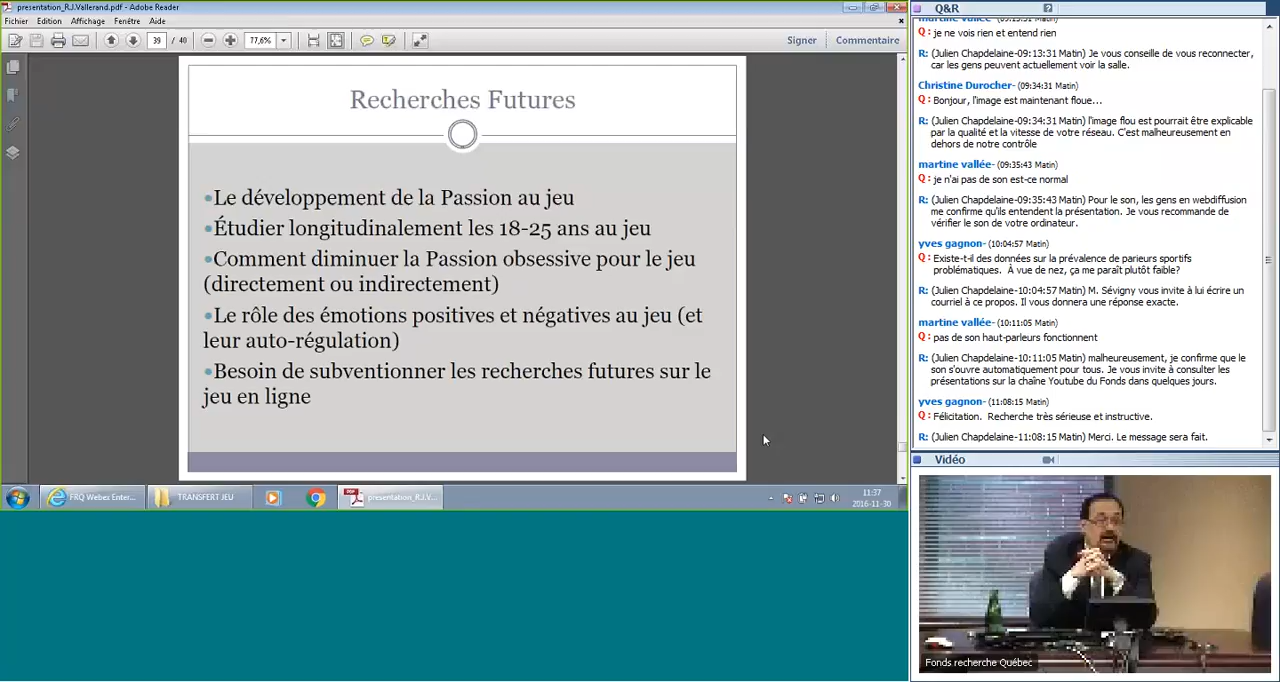 presentation_R.J.Vallerand.pdf - Adobe Reader
Fichier Edition Affichage Fenêtre Aide
39 / 40 77,6% Signer Commentaire
Recherches Futures
•Le développement de la Passion au jeu
•Étudier longitudinalement les 18-25 ans au jeu
•Comment diminuer la Passion obsessive pour le jeu
(directement ou indirectement)
•Le rôle des émotions positives et négatives au jeu (et
leur auto-régulation)
•Besoin de subventionner les recherches futures sur le
jeu en ligne
FRQ Webex Enter... TRANSFERT JEU presentation_R.J.V...
11:37
2016-11-30
Q&R
martine vallée- (09:13:31 Matin)
Q : je ne vois rien et entend rien
R: (Julien Chapdelaine-09:13:31 Matin) Je vous conseille de vous reconnecter,
car les gens peuvent actuellement voir la salle.
Christine Durocher- (09:34:31 Matin)
Q : Bonjour, l'image est maintenant floue...
R: (Julien Chapdelaine-09:34:31 Matin) l'image flou est pourrait être explicable
par la qualité et la vitesse de votre réseau. C'est malheureusement en
dehors de notre contrôle
martine vallée- (09:35:43 Matin)
Q : je n'ai pas de son est-ce normal
R: (Julien Chapdelaine-09:35:43 Matin) Pour le son, les gens en webdiffusion
me confirme qu'ils entendent la présentation. Je vous recommande de
vérifier le son de votre ordinateur.
yves gagnon- (10:04:57 Matin)
Q : Existe-t-il des données sur la prévalence de parieurs sportifs
problématiques. À vue de nez, ça me paraît plutôt faible?
R: (Julien Chapdelaine-10:04:57 Matin) M. Sévigny vous invite à lui écrire un
courriel à ce propos. Il vous donnera une réponse exacte.
martine vallée- (10:11:05 Matin)
Q : pas de son haut-parleurs fonctionnent
R: (Julien Chapdelaine-10:11:05 Matin) malheureusement, je confirme que le
son s'ouvre automatiquement pour tous. Je vous invite à consulter les
présentations sur la chaîne Youtube du Fonds dans quelques jours.
yves gagnon- (11:08:15 Matin)
Q : Félicitation. Recherche très sérieuse et instructive.
R: (Julien Chapdelaine-11:08:15 Matin) Merci. Le message sera fait.
Vidéo
Fonds recherche Québec